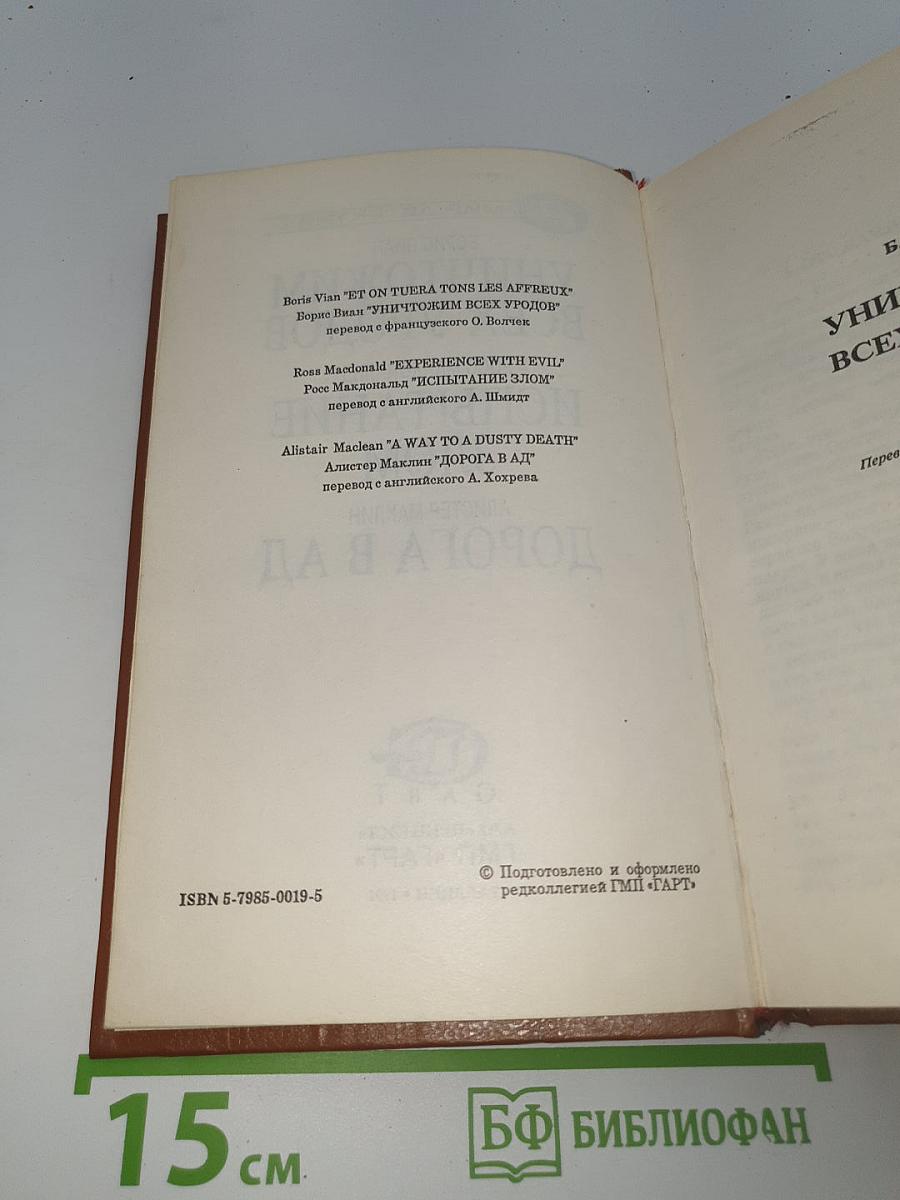 Boris Vian "ET ON TUERA TONS LES AFFREUX"
Борис Виан "УНИЧТОЖИМ ВСЕХ УРОДОВ"
перевод с французского О. Волчек
Ross Macdonald "EXPERIENCE WITH EVIL"
Росс Макдональд "ИСПЫТАНИЕ ЗЛОМ"
перевод с английского А. Шмидт
Alistair Maclean "A WAY TO A DUSTY DEATH"
Алистер Маклин "ДОРОГА В АД"
перевод с английского А. Хохрева
ISBN 5-7985-0019-5
© Подготовлено и оформлено
редколлегией ГМП «ГАРТ»
УНИ
ВСЕХ
Перев
15 см
БФ БИБЛИОФАН